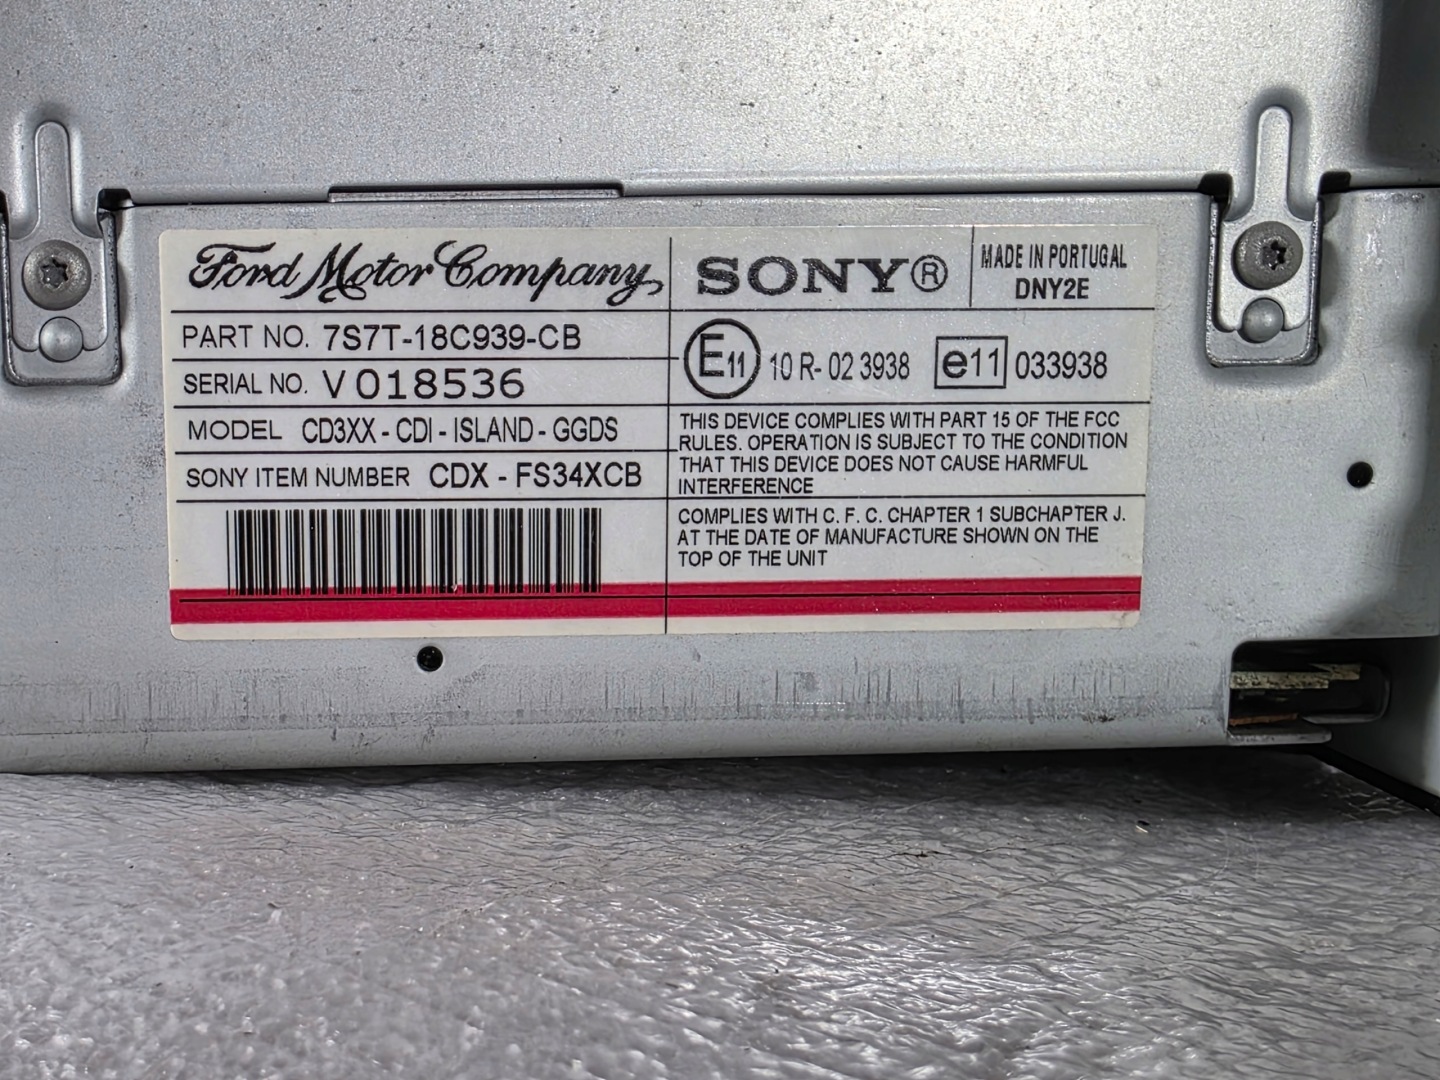 Ford Motor Company
SONY®
MADE IN PORTUGAL
DNY2E
PART NO. 7S7T-18C939-CB
SERIAL NO. V018536
MODEL CD3XX - CDI - ISLAND - GGDS
SONY ITEM NUMBER CDX - FS34XCB
E11 10 R- 02 3938 e11 033938
THIS DEVICE COMPLIES WITH PART 15 OF THE FCC
RULES. OPERATION IS SUBJECT TO THE CONDITION
THAT THIS DEVICE DOES NOT CAUSE HARMFUL
INTERFERENCE
COMPLIES WITH C. F. C. CHAPTER 1 SUBCHAPTER J.
AT THE DATE OF MANUFACTURE SHOWN ON THE
TOP OF THE UNIT